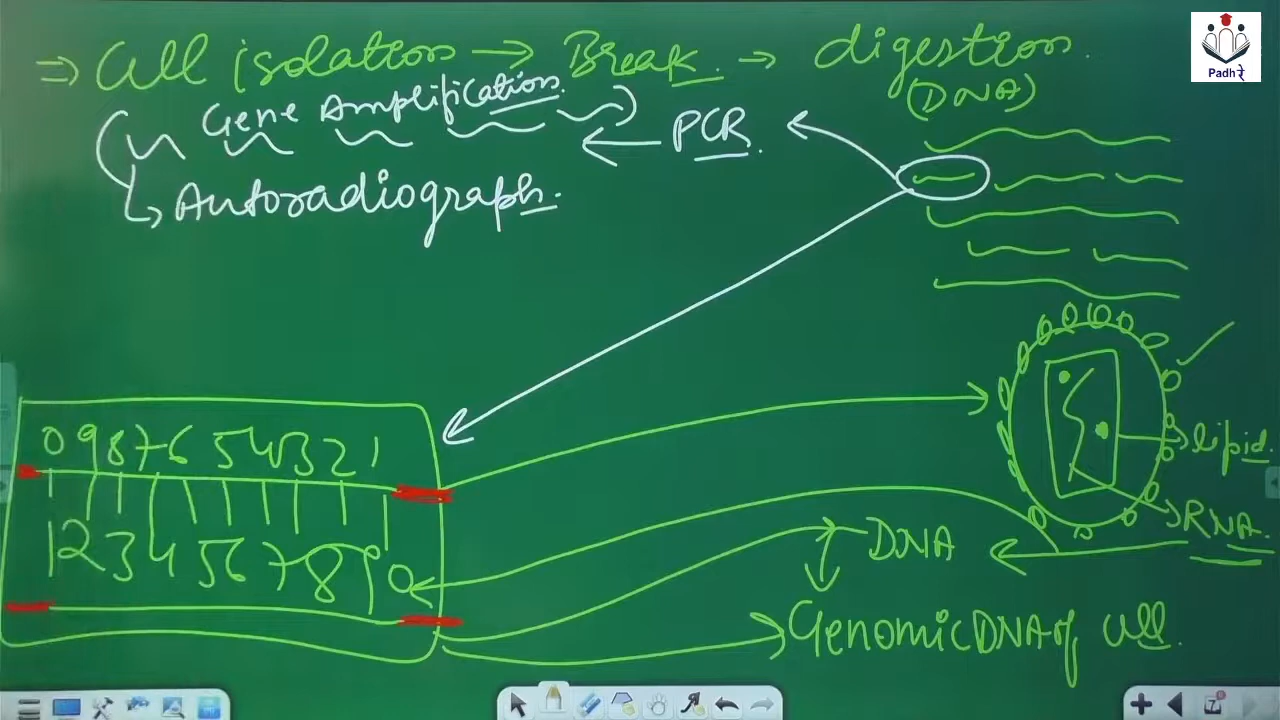 ⇒ Cell isolation → Break. → digestion.
(DNA)
Gene Amplification.
← PCR.
Autoradiograph.
0 9 8 7 6 5 4 3 2 1
1 2 3 4 5 6 7 8 9 0
lipid.
RNA.
DNA
Genomic DNA of cell.
Padhरे